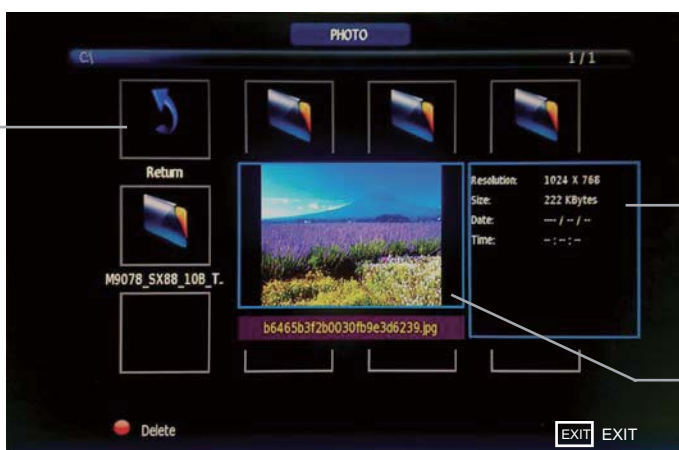 PHOTO
C\
1 / 1
Return
Resolution: 1024 X 768
Size: 222 KBytes
Date: ---- / -- / --
Time: -- : -- : --
M9078_SX88_10B_T..
b6465b3f2b0030fb9e3d6239.jpg
Delete
EXIT EXIT